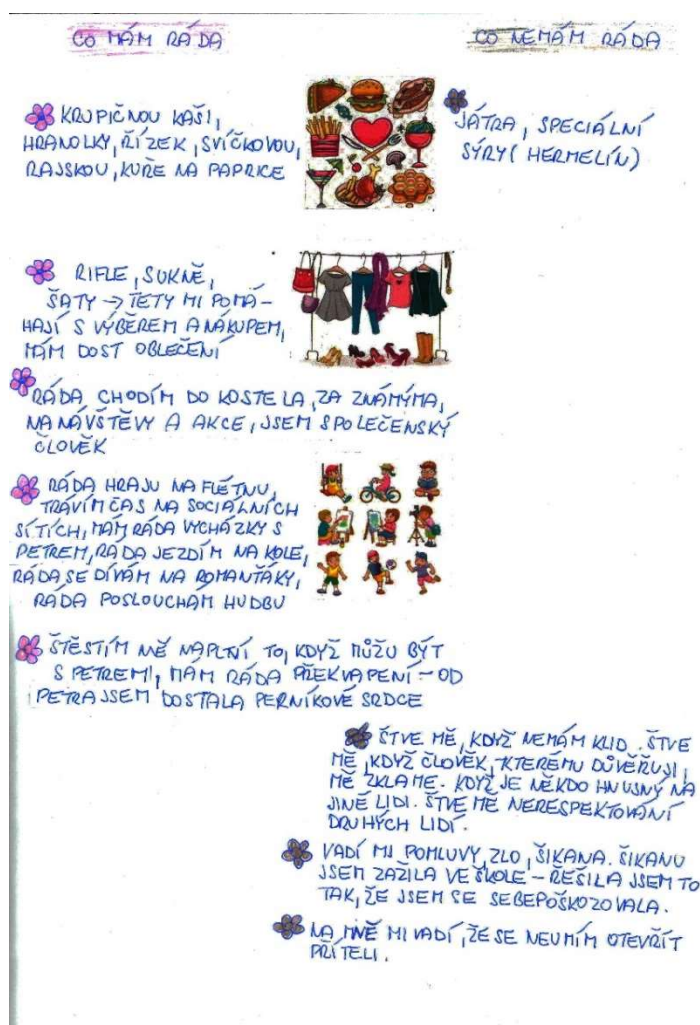 CO MÁM RÁDA
CO NEMÁM RÁDA
KRUPIČNOU KAŠI,
HRANOLKY, ŘÍZEK, SVÍČKOVOU,
RAJSKOU, KUŘE NA PAPRICE
JÁTRA, SPECIÁLNÍ
SÝRY (HERMELÍN)
RIFLE, SUKNĚ,
ŠATY → TETY MI POMÁ-
HAJÍ S VÝBĚREM A NÁKUPEM,
MÁM DOST OBLEČENÍ
RÁDA CHODÍM DO KOSTELA, ZA ZNÁMÝMA,
NA NÁVŠTĚVY A AKCE, JSEM SPOLEČENSKÝ
ČLOVĚK
RÁDA HRAJU NA FLÉTNU,
TRÁVÍM ČAS NA SOCIÁLNÍCH
SÍTÍCH, MÁM RÁDA VYCHÁZKY S
PETREM, RÁDA JEZDÍM NA KOLE,
RÁDA SE DÍVÁM NA ROMANŤÁKY,
RÁDA POSLOUCHÁM HUDBU
ŠTĚSTÍM MĚ NAPLNÍ TO, KDYŽ MŮŽU BÝT
S PETREM, MÁM RÁDA PŘEKVAPENÍ - OD
PETRA JSEM DOSTALA PERNÍKOVÉ SRDCE
ŠTVE MĚ, KDYŽ NEMÁM KLID. ŠTVE
MĚ, KDYŽ ČLOVĚK, KTERÉMU DŮVĚŘUJI,
MĚ ZKLAME. KDYŽ JE NĚKDO HNUSNÝ NA
JINÉ LIDI. ŠTVE MĚ NERESPEKTOVÁNÍ
DRUHÝCH LIDÍ.
VADÍ MI POMLUVY, ZLO, ŠIKANA. ŠIKANU
JSEM ZAŽILA VE ŠKOLE - ŘEŠILA JSEM TO
TAK, ŽE JSEM SE SEBEPOŠKOZOVALA.
NA MNĚ MI VADÍ, ŽE SE NEUMÍM OTEVŘÍT
PŘÍTELI.